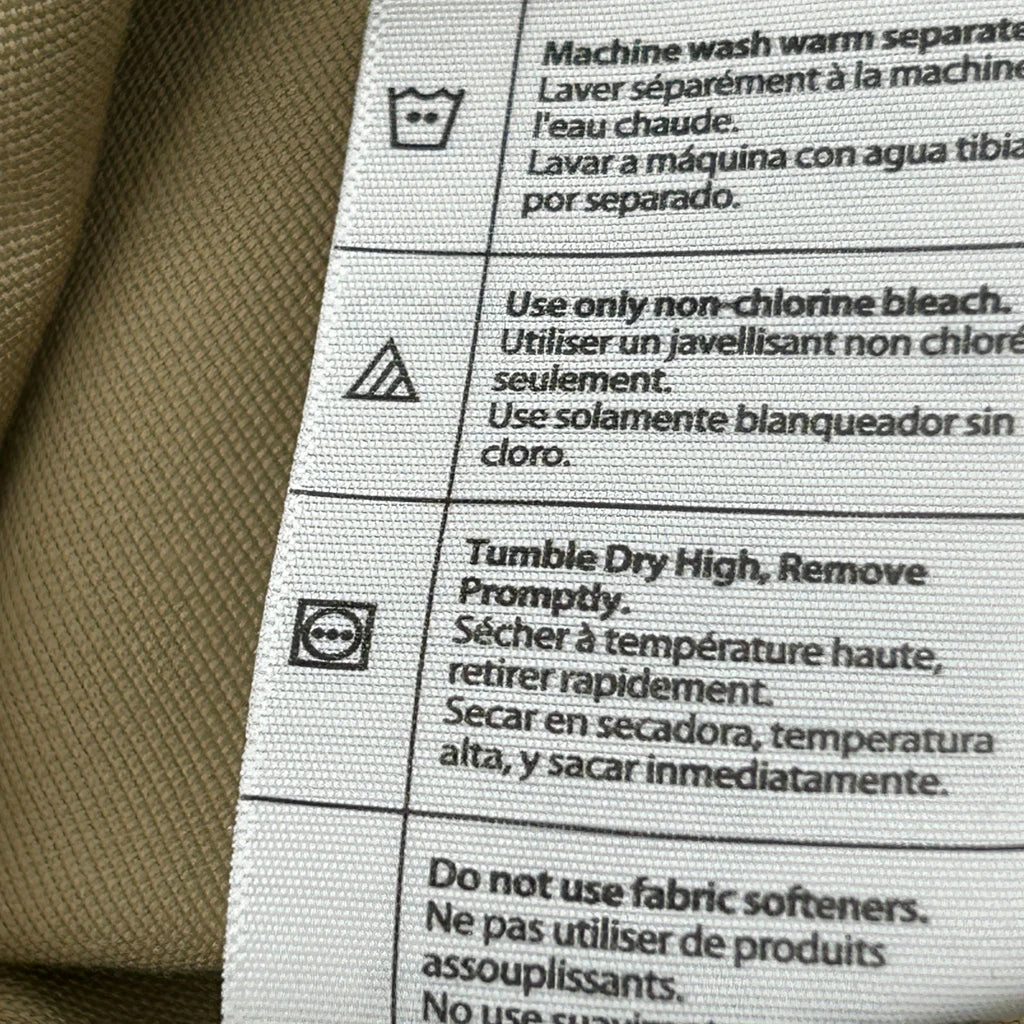 Machine wash warm separate
Laver séparément à la machine
l'eau chaude.
Lavar a máquina con agua tibia
por separado.
Use only non-chlorine bleach.
Utiliser un javellisant non chloré
seulement.
Use solamente blanqueador sin
cloro.
Tumble Dry High, Remove
Promptly.
Sécher à température haute,
retirer rapidement.
Secar en secadora, temperatura
alta, y sacar inmediatamente.
Do not use fabric softeners.
Ne pas utiliser de produits
assouplissants.
No use